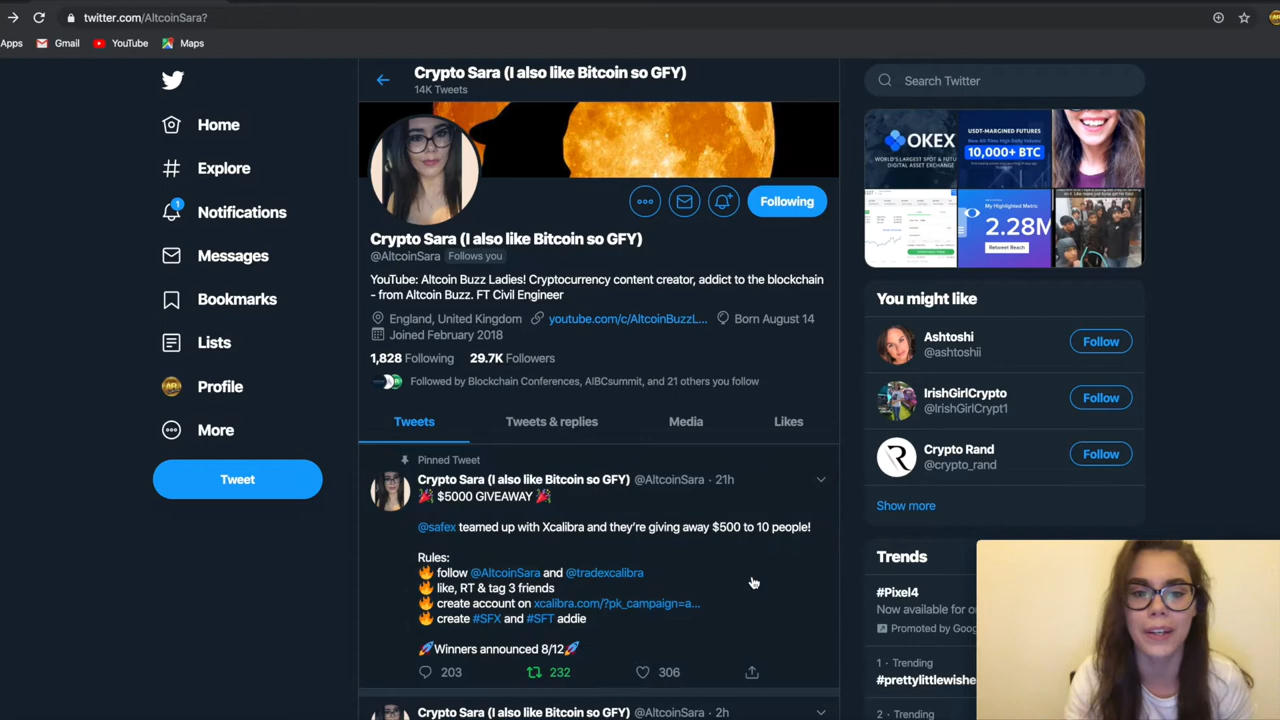 twitter.com/AltcoinSara?
Apps
Gmail
YouTube
Maps
Home
Explore
1
Notifications
Messages
Bookmarks
Lists
Profile
More
Tweet
Crypto Sara (I also like Bitcoin so GFY)
14K Tweets
Following
Crypto Sara (I also like Bitcoin so GFY)
@AltcoinSara Follows you
YouTube: Altcoin Buzz Ladies! Cryptocurrency content creator, addict to the blockchain
- from Altcoin Buzz. FT Civil Engineer
England, United Kingdom youtube.com/c/AltcoinBuzzL... Born August 14
Joined February 2018
1,828 Following 29.7K Followers
Followed by Blockchain Conferences, AIBCsummit, and 21 others you follow
Tweets Tweets & replies Media Likes
Pinned Tweet
Crypto Sara (I also like Bitcoin so GFY) @AltcoinSara · 21h
🎉 $5000 GIVEAWAY 🎉
@safex teamed up with Xcalibra and they're giving away $500 to 10 people!
Rules:
🔥 follow @AltcoinSara and @tradexcalibra
🔥 like, RT & tag 3 friends
🔥 create account on xcalibra.com/?pk_campaign=a...
🔥 create #SFX and #SFT addie
🚀Winners announced 8/12🚀
203 232 306
Crypto Sara (I also like Bitcoin so GFY) @AltcoinSara · 2h
Search Twitter
OKEX
WORLD'S LARGEST SPOT & FUTU
DIGITAL ASSET EXCHANGE
USDT-MARGINED FUTURES
10,000+ BTC
My Highlighted Metric
2.28M
Retweet Reach
You might like
Ashtoshi
@ashtoshii
Follow
IrishGirlCrypto
@IrishGirlCrypt1
Follow
Crypto Rand
@crypto_rand
Follow
Show more
Trends
#Pixel4
Now available for o
Promoted by Goog
1 · Trending
#prettylittlewishe
2 · Trending